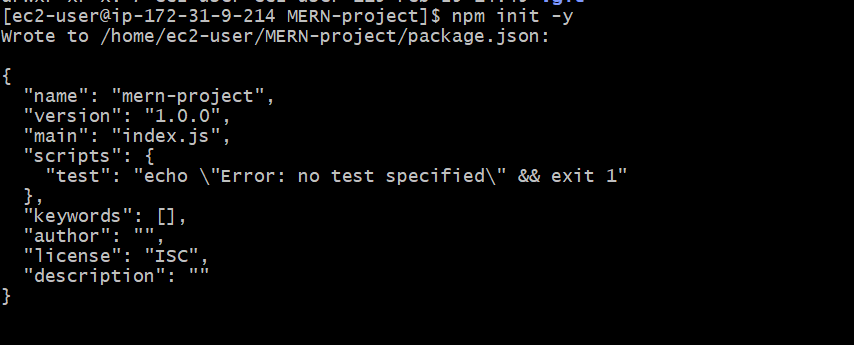 [ec2-user@ip-172-31-9-214 MERN-project]$ npm init -y
Wrote to /home/ec2-user/MERN-project/package.json:
{
  "name": "mern-project",
  "version": "1.0.0",
  "main": "index.js",
  "scripts": {
    "test": "echo \"Error: no test specified\" && exit 1"
  },
  "keywords": [],
  "author": "",
  "license": "ISC",
  "description": ""
}